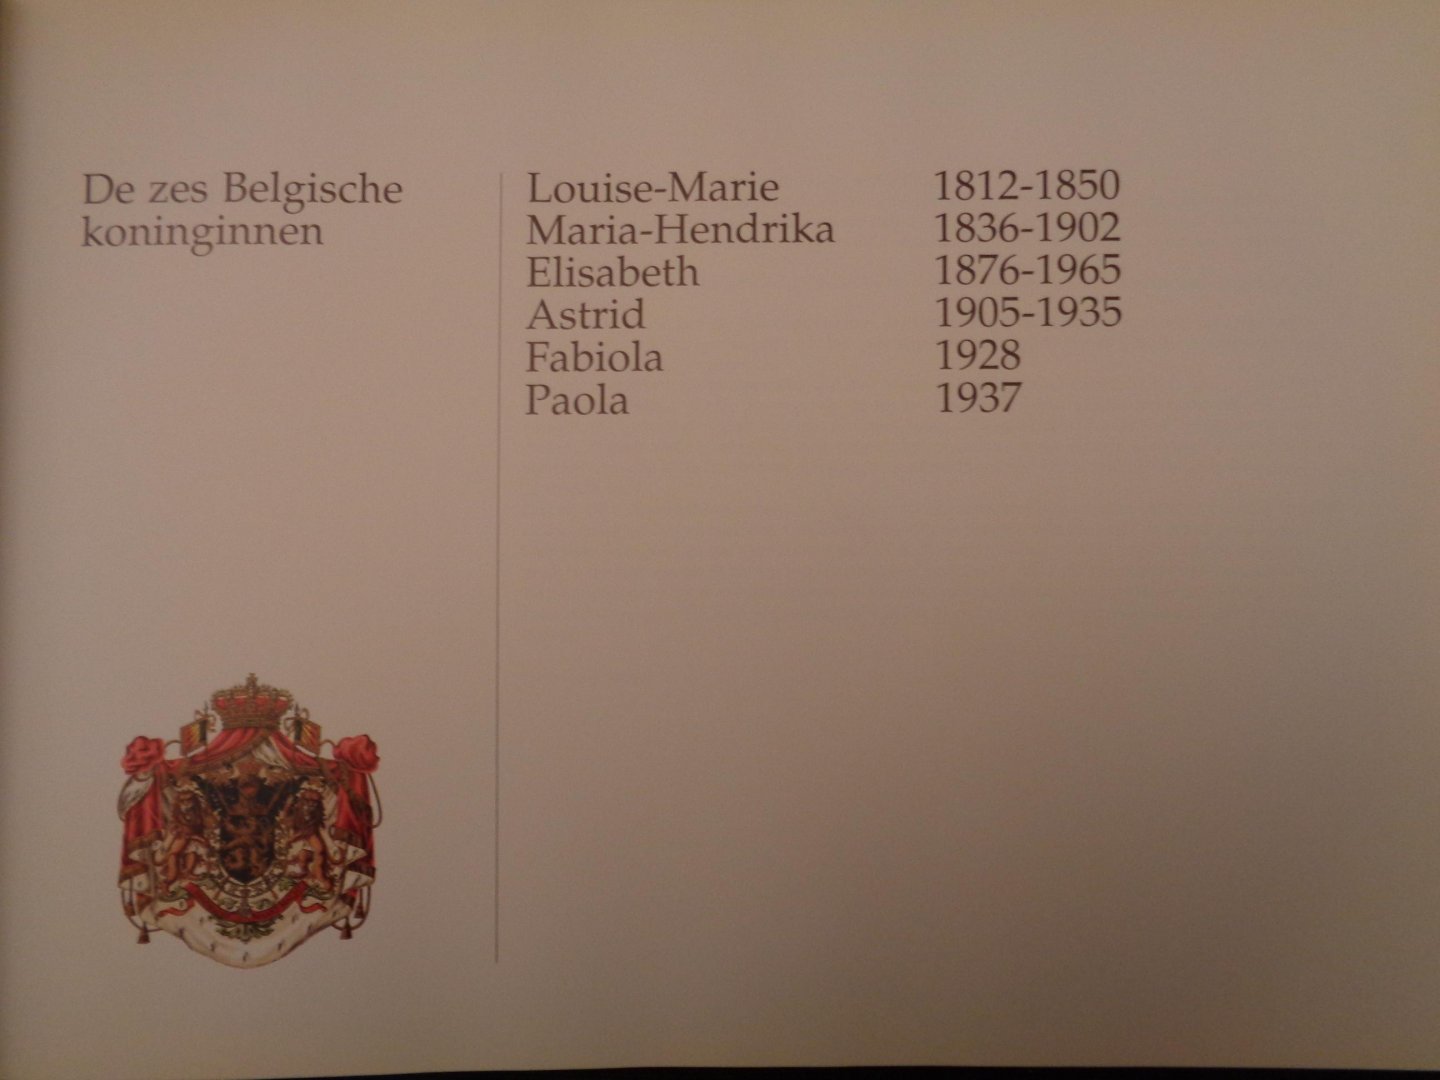 De zes Belgische
koninginnen
Louise-Marie 1812-1850
Maria-Hendrika 1836-1902
Elisabeth 1876-1965
Astrid 1905-1935
Fabiola 1928
Paola 1937